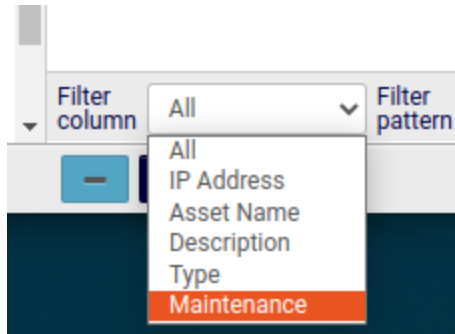 Filter column
All
Filter pattern
All
IP Address
Asset Name
Description
Type
Maintenance